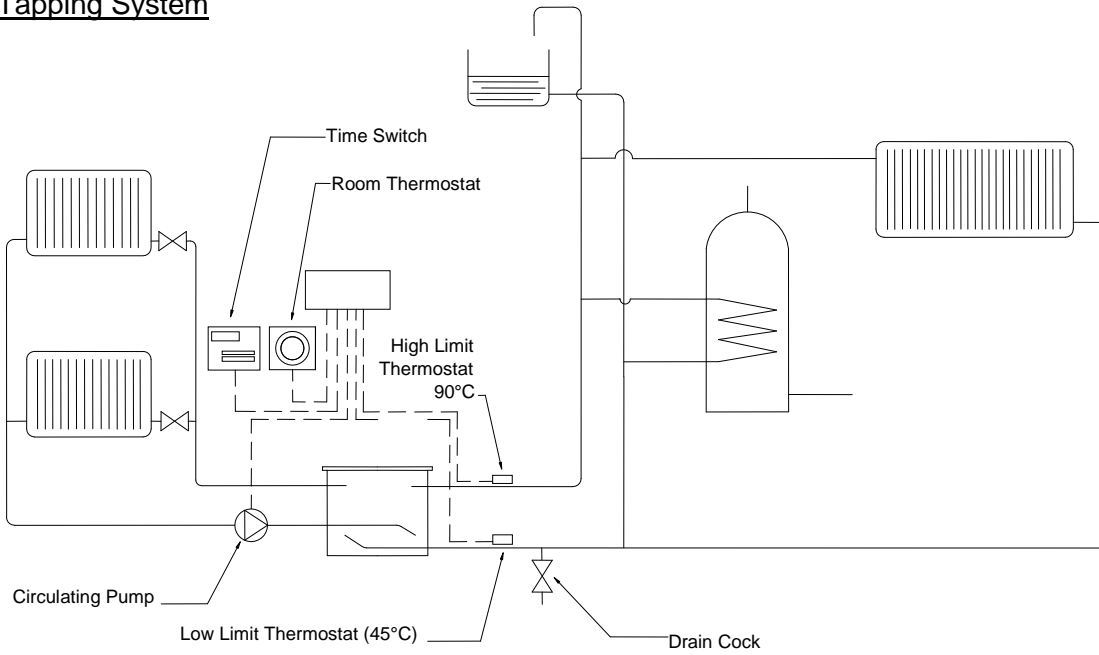 Tapping System
Time Switch
Room Thermostat
High Limit
Thermostat
90°C
Circulating Pump
Low Limit Thermostat (45°C)
Drain Cock